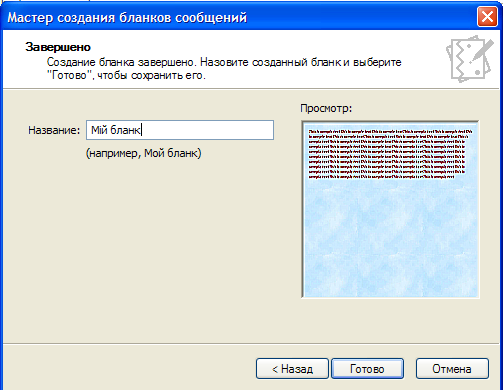 Мастер создания бланков сообщений
Завершено
Создание бланка завершено. Назовите созданный бланк и выберите
"Готово", чтобы сохранить его.
Просмотр:
Название:
Мій бланк
(например, Мой бланк)
< Назад
Готово
Отмена